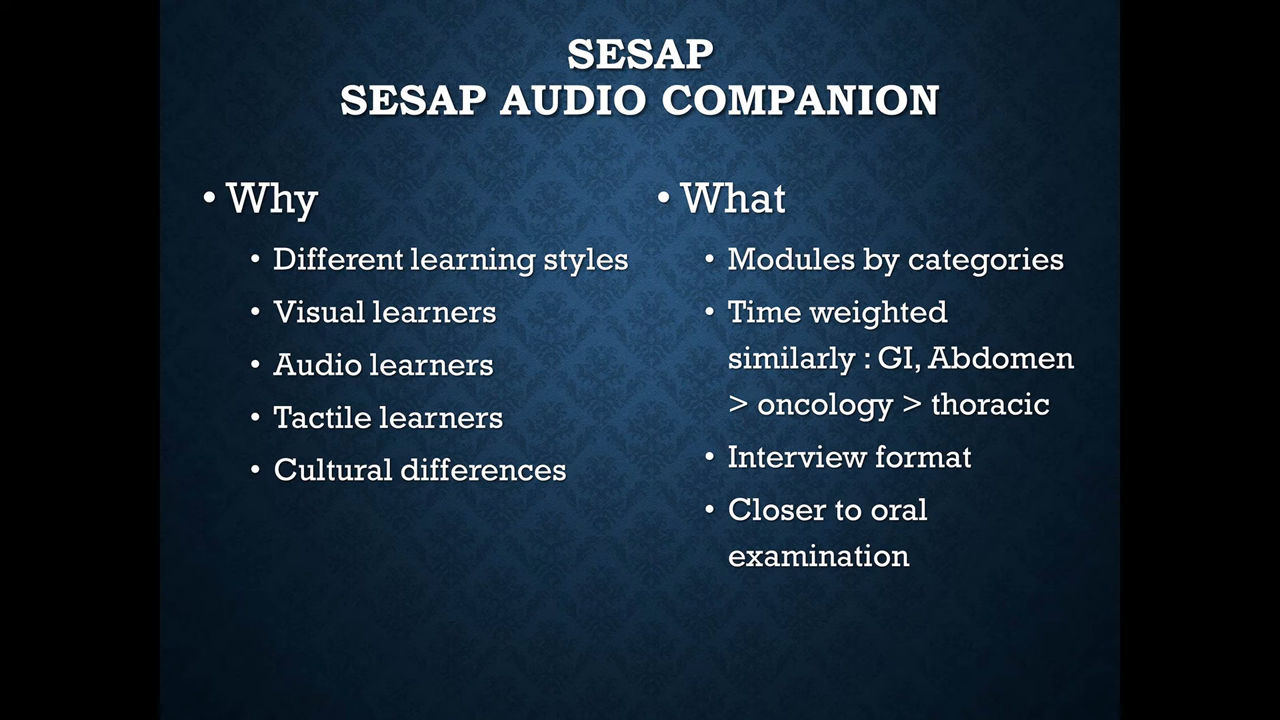 SESAP
SESAP AUDIO COMPANION
• Why
• Different learning styles
• Visual learners
• Audio learners
• Tactile learners
• Cultural differences
• What
• Modules by categories
• Time weighted
similarly : GI, Abdomen
> oncology > thoracic
• Interview format
• Closer to oral
examination